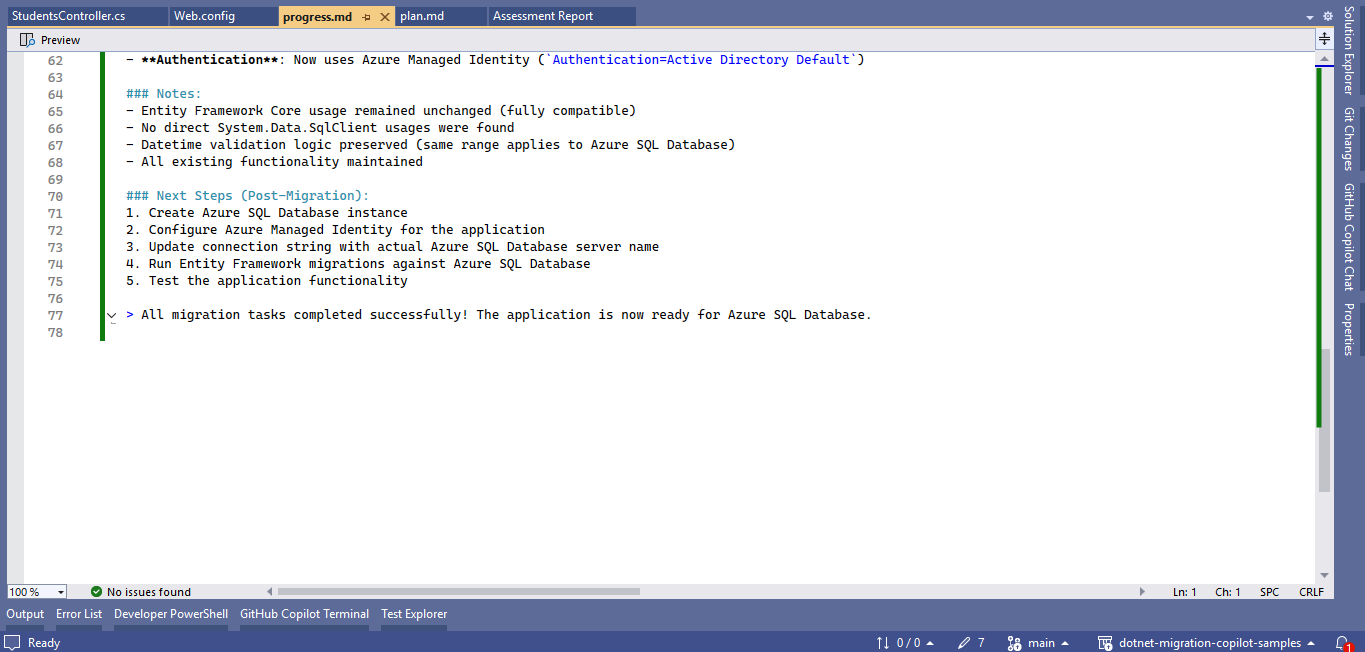 StudentsController.cs Web.config progress.md plan.md Assessment Report
Preview
62 - **Authentication**: Now uses Azure Managed Identity (`Authentication=Active Directory Default`)
63
64 ### Notes:
65 - Entity Framework Core usage remained unchanged (fully compatible)
66 - No direct System.Data.SqlClient usages were found
67 - Datetime validation logic preserved (same range applies to Azure SQL Database)
68 - All existing functionality maintained
69
70 ### Next Steps (Post-Migration):
71 1. Create Azure SQL Database instance
72 2. Configure Azure Managed Identity for the application
73 3. Update connection string with actual Azure SQL Database server name
74 4. Run Entity Framework migrations against Azure SQL Database
75 5. Test the application functionality
76
77 > All migration tasks completed successfully! The application is now ready for Azure SQL Database.
78
Solution Explorer
Git Changes
GitHub Copilot Chat
Properties
100 % No issues found Ln: 1 Ch: 1 SPC CRLF
Output Error List Developer PowerShell GitHub Copilot Terminal Test Explorer
Ready 0 / 0 7 main dotnet-migration-copilot-samples 1